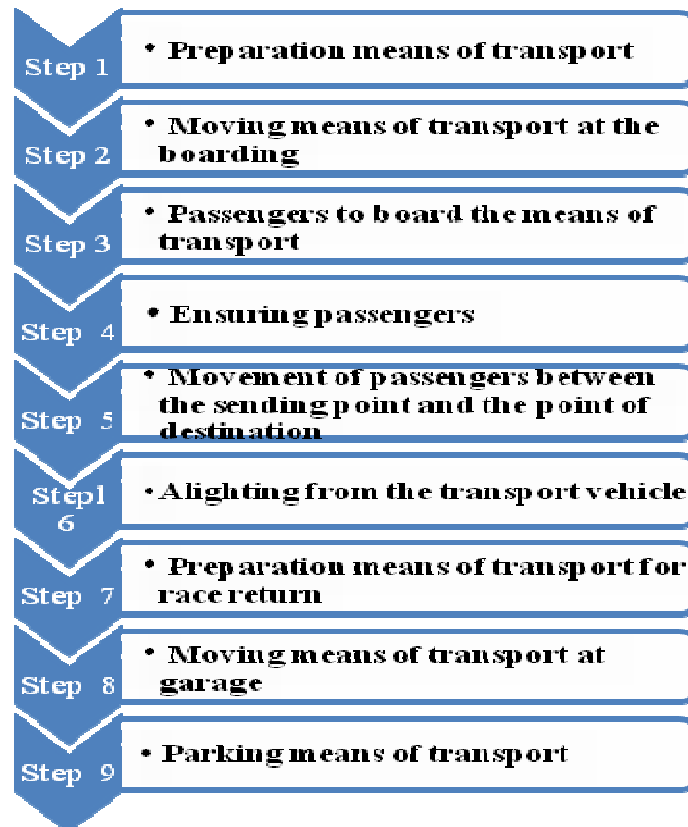 Step 1
• Preparation means of transport
Step 2
• Moving means of transport at the
boarding
Step 3
• Passengers to board the means of
transport
Step 4
• Ensuring passengers
Step 5
• Movement of passengers between
the sending point and the point of
destination
Stepl
6
• Alighting from the transport vehicle
Step 7
• Preparation means of transport for
race return
Step 8
• Moving means of transport at
garage
Step 9
• Parking means of transport